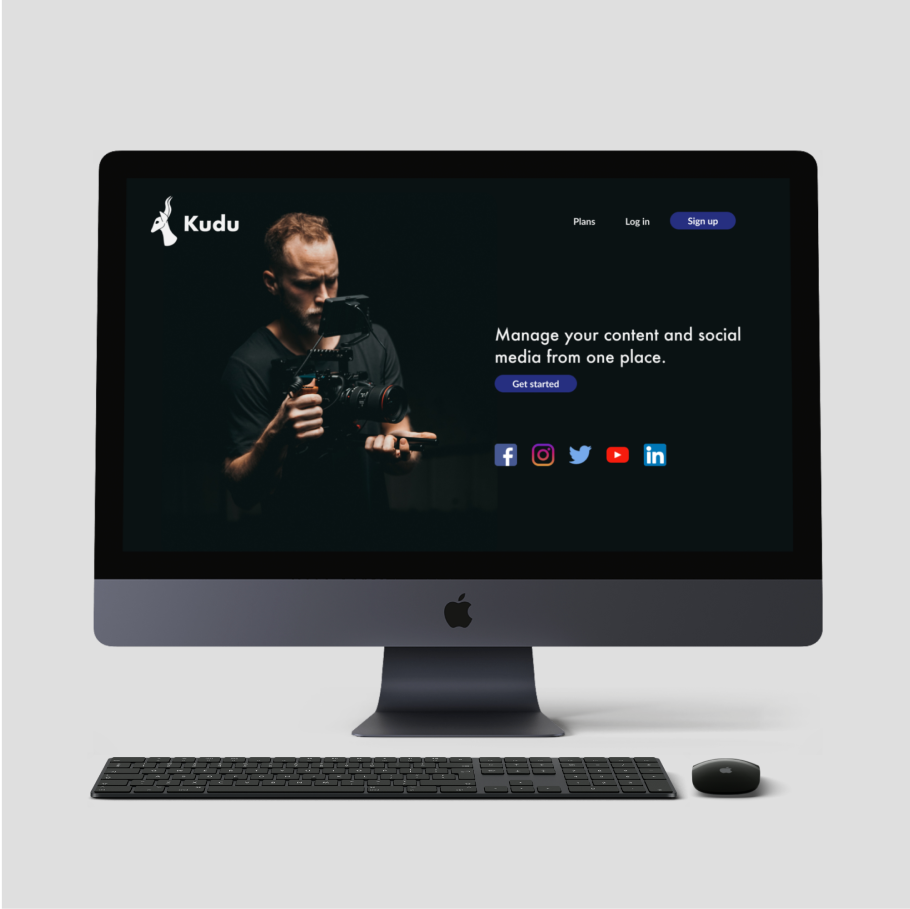 Kudu
Plans
Log in
Sign up
Manage your content and social
media from one place.
Get started